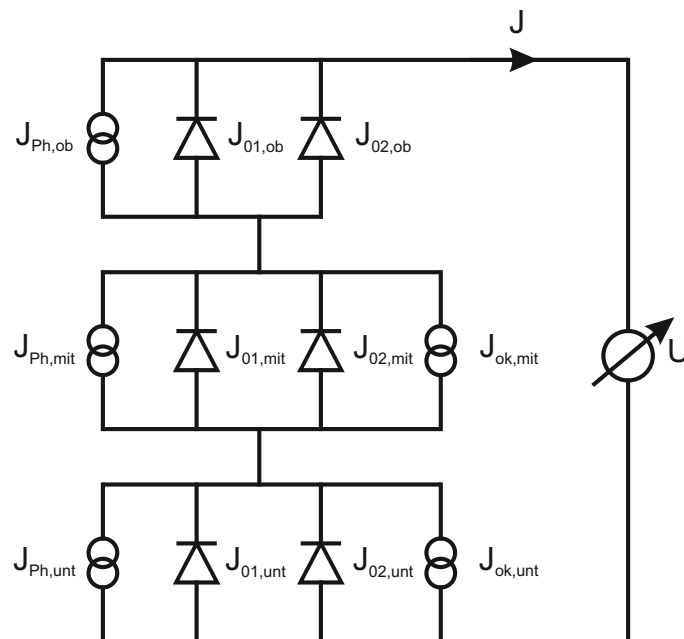 J
J_Ph,ob
J_01,ob
J_02,ob
J_Ph,mit
J_01,mit
J_02,mit
J_ok,mit
U
J_Ph,unt
J_01,unt
J_02,unt
J_ok,unt